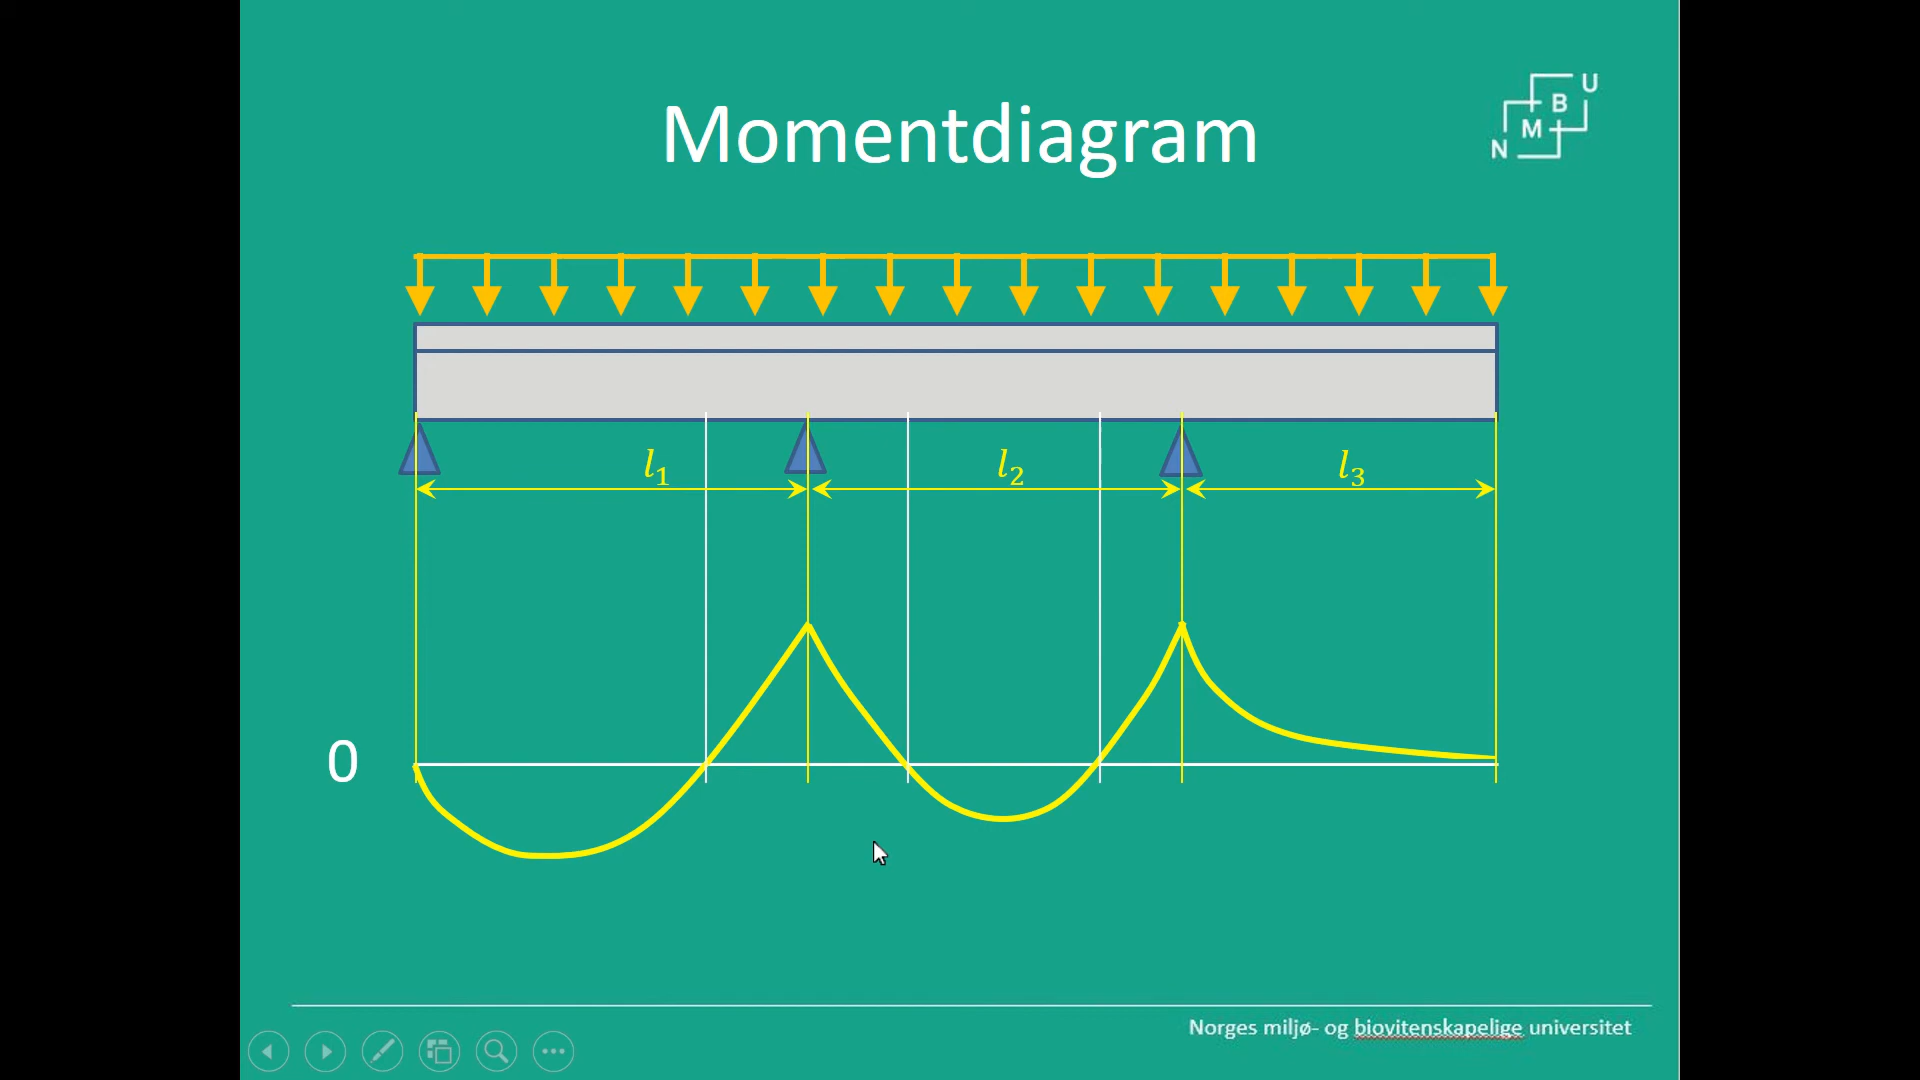 Momentdiagram
U
B
M
N
l₁
l₂
l₃
0
Norges miljø- og biovitenskapelige universitet